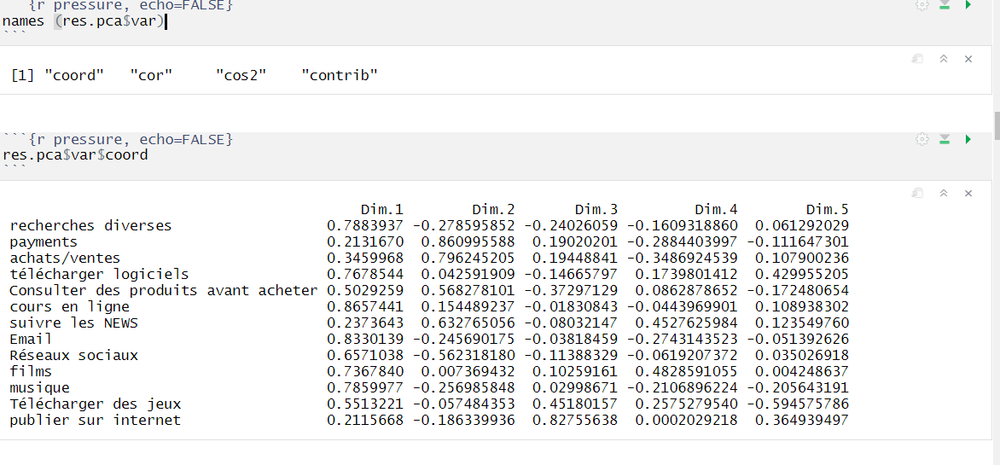 {r pressure, echo=FALSE}
names (res.pca$var)
```
[1] "coord"   "cor"     "cos2"    "contrib"
```{r pressure, echo=FALSE}
res.pca$var$coord
```
Dim.1 Dim.2 Dim.3 Dim.4 Dim.5
recherches diverses 0.7883937 -0.278595852 -0.24026059 -0.1609318860 0.061292029
payments 0.2131670 0.860995588 0.19020201 -0.2884403997 -0.111647301
achats/ventes 0.3459968 0.796245205 0.19448841 -0.3486924539 0.107900236
télécharger logiciels 0.7678544 0.042591909 -0.14665797 0.1739801412 0.429955205
Consulter des produits avant acheter 0.5029259 0.568278101 -0.37297129 0.0862878652 -0.172480654
cours en ligne 0.8657441 0.154489237 -0.01830843 -0.0443969901 0.108938302
suivre les NEWS 0.2373643 0.632765056 -0.08032147 0.4527625984 0.123549760
Email 0.8330139 -0.245690175 -0.03818459 -0.2743143523 -0.051392626
Réseaux sociaux 0.6571038 -0.562318180 -0.11388329 -0.0619207372 0.035026918
films 0.7367840 0.007369432 0.10259161 0.4828591055 0.004248637
musique 0.7859977 -0.256985848 0.02998671 -0.2106896224 -0.205643191
Télécharger des jeux 0.5513221 -0.057484353 0.45180157 0.2575279540 -0.594575786
publier sur internet 0.2115668 -0.186339936 0.82755638 0.0002029218 0.364939497